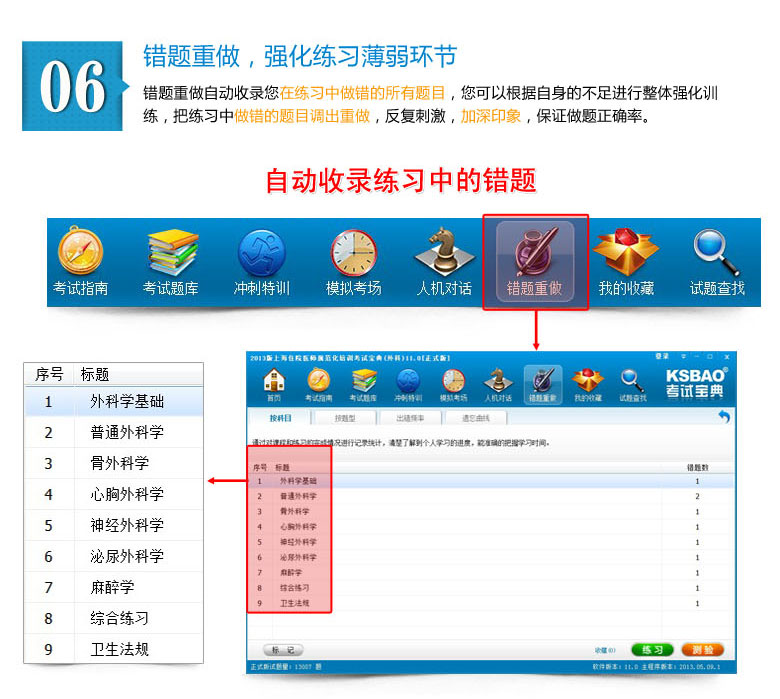 06
错题重做，强化练习薄弱环节
错题重做自动收录您在练习中做错的所有题目，您可以根据自身的不足进行整体强化训
练，把练习中做错的题目调出重做，反复刺激，加深印象，保证做题正确率。
自动收录练习中的错题
考试指南 考试题库 冲刺特训 模拟考场 人机对话 错题重做 我的收藏 试题查找
序号 标题
1 外科学基础
2 普通外科学
3 骨外科学
4 心胸外科学
5 神经外科学
6 泌尿外科学
7 麻醉学
8 综合练习
9 卫生法规
2013版上海住院医师规范化培训考试宝典(外科)11.0[正式版] 登录
首页 考试指南 考试题库 冲刺特训 模拟考场 人机对话 错题重做 我的收藏 试题查找
KSBAO®
考试宝典
按科目 按题型 出错频率 遗忘曲线
通过对课程和练习的完成情况进行记录统计，清楚了解到个人学习的进度，能准确的把握学习时间。
序号 标题 错题数
1 外科学基础 1
2 普通外科学 2
3 骨外科学 1
4 心胸外科学 1
5 神经外科学 1
6 泌尿外科学 1
7 麻醉学 1
8 综合练习 1
9 卫生法规 1
标 记 收藏(0) 练习 测验
正式版试题量：13007 题 软件版本：11.0 主程序版本：2013.05.09.1